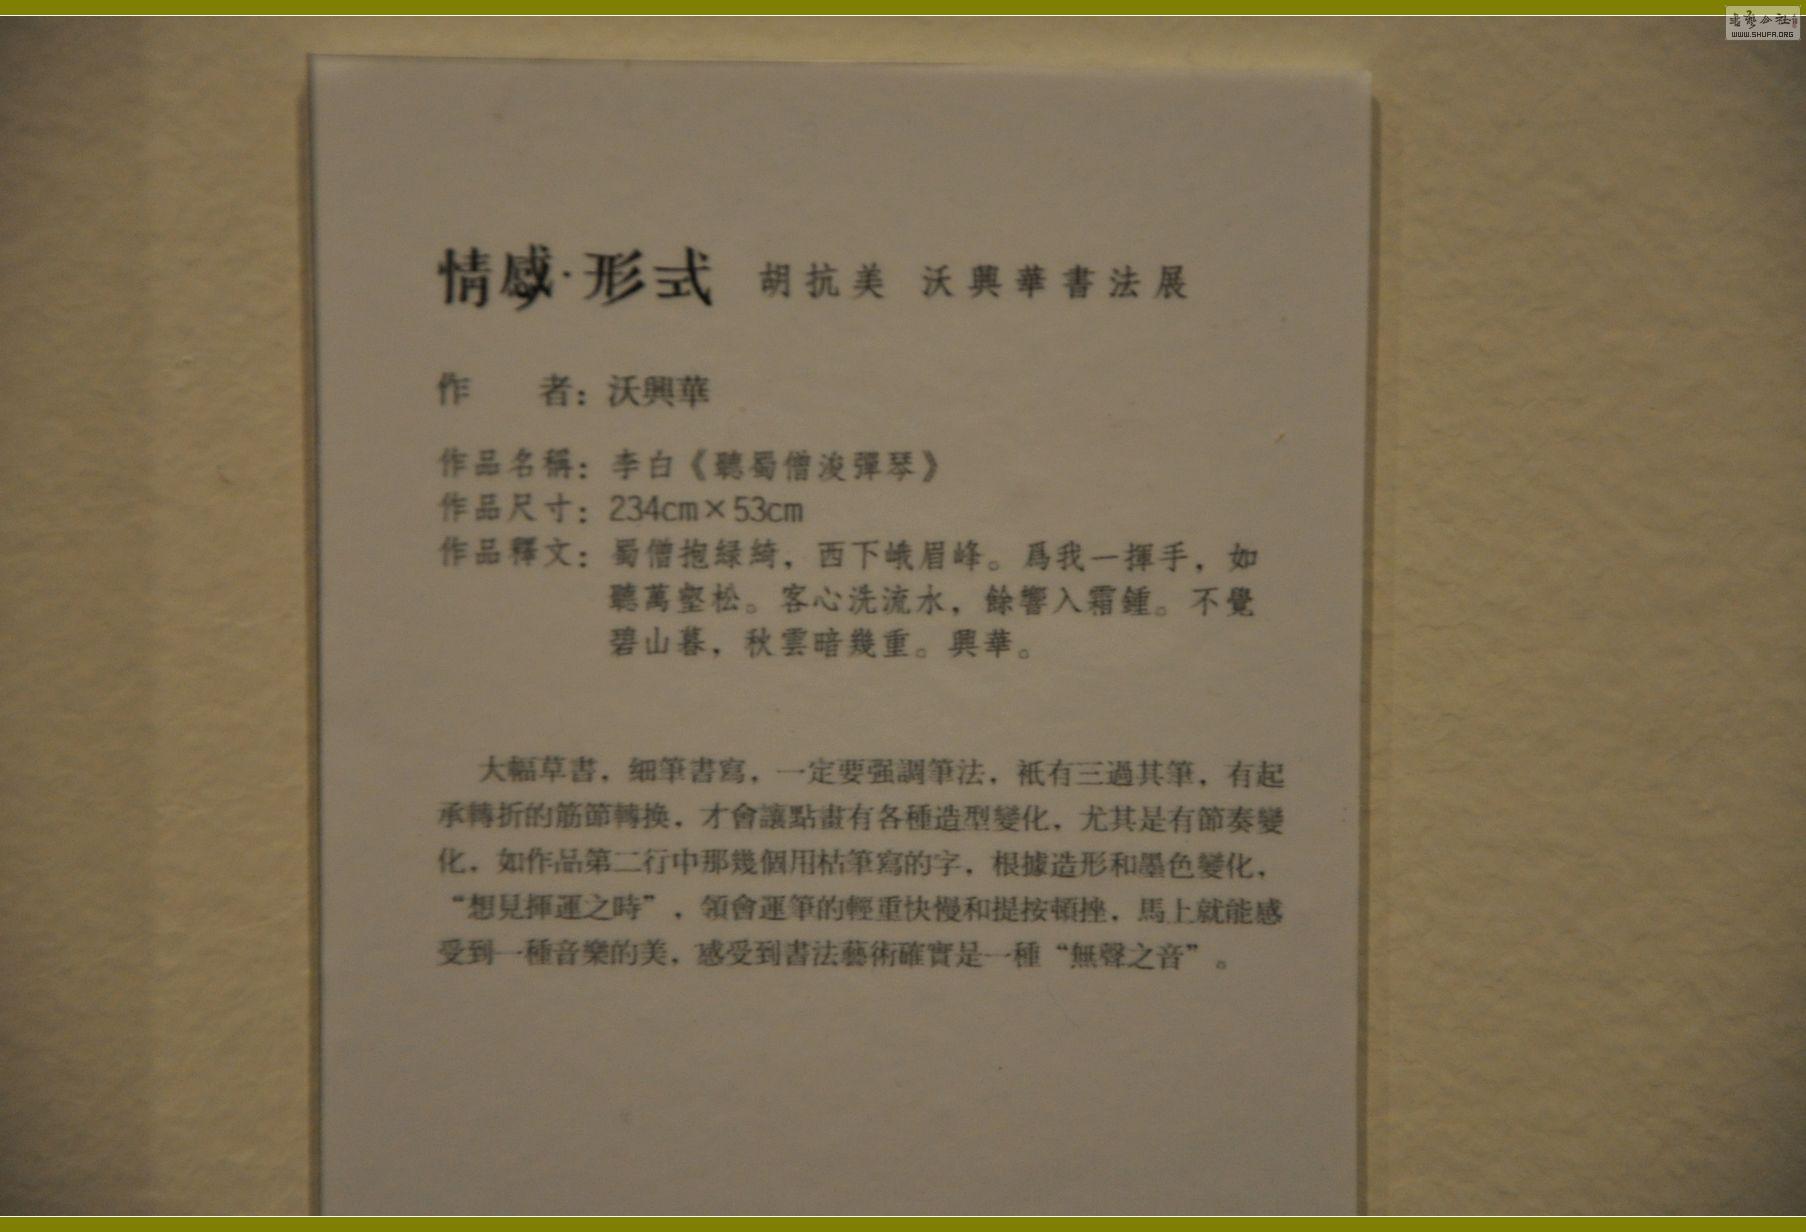 情感·形式 胡抗美 沃興華書法展
作 者：沃興華
作品名稱：李白《聽蜀僧浚彈琴》
作品尺寸：234cm×53cm
作品釋文：蜀僧抱緑綺，西下峨眉峰。爲我一揮手，如
聽萬壑松。客心洗流水，餘響入霜鍾。不覺
碧山暮，秋雲暗幾重。興華。
大幅草書，細筆書寫，一定要强調筆法，衹有三過其筆，有起
承轉折的筋節轉换，才會讓點畫有各種造型變化，尤其是有節奏變
化，如作品第二行中那幾個用枯筆寫的字，根據造形和墨色變化，
“想見揮運之時”，領會運筆的輕重快慢和提按頓挫，馬上就能感
受到一種音樂的美，感受到書法藝術確實是一種“無聲之音”。
WWW.SHUFA.ORG